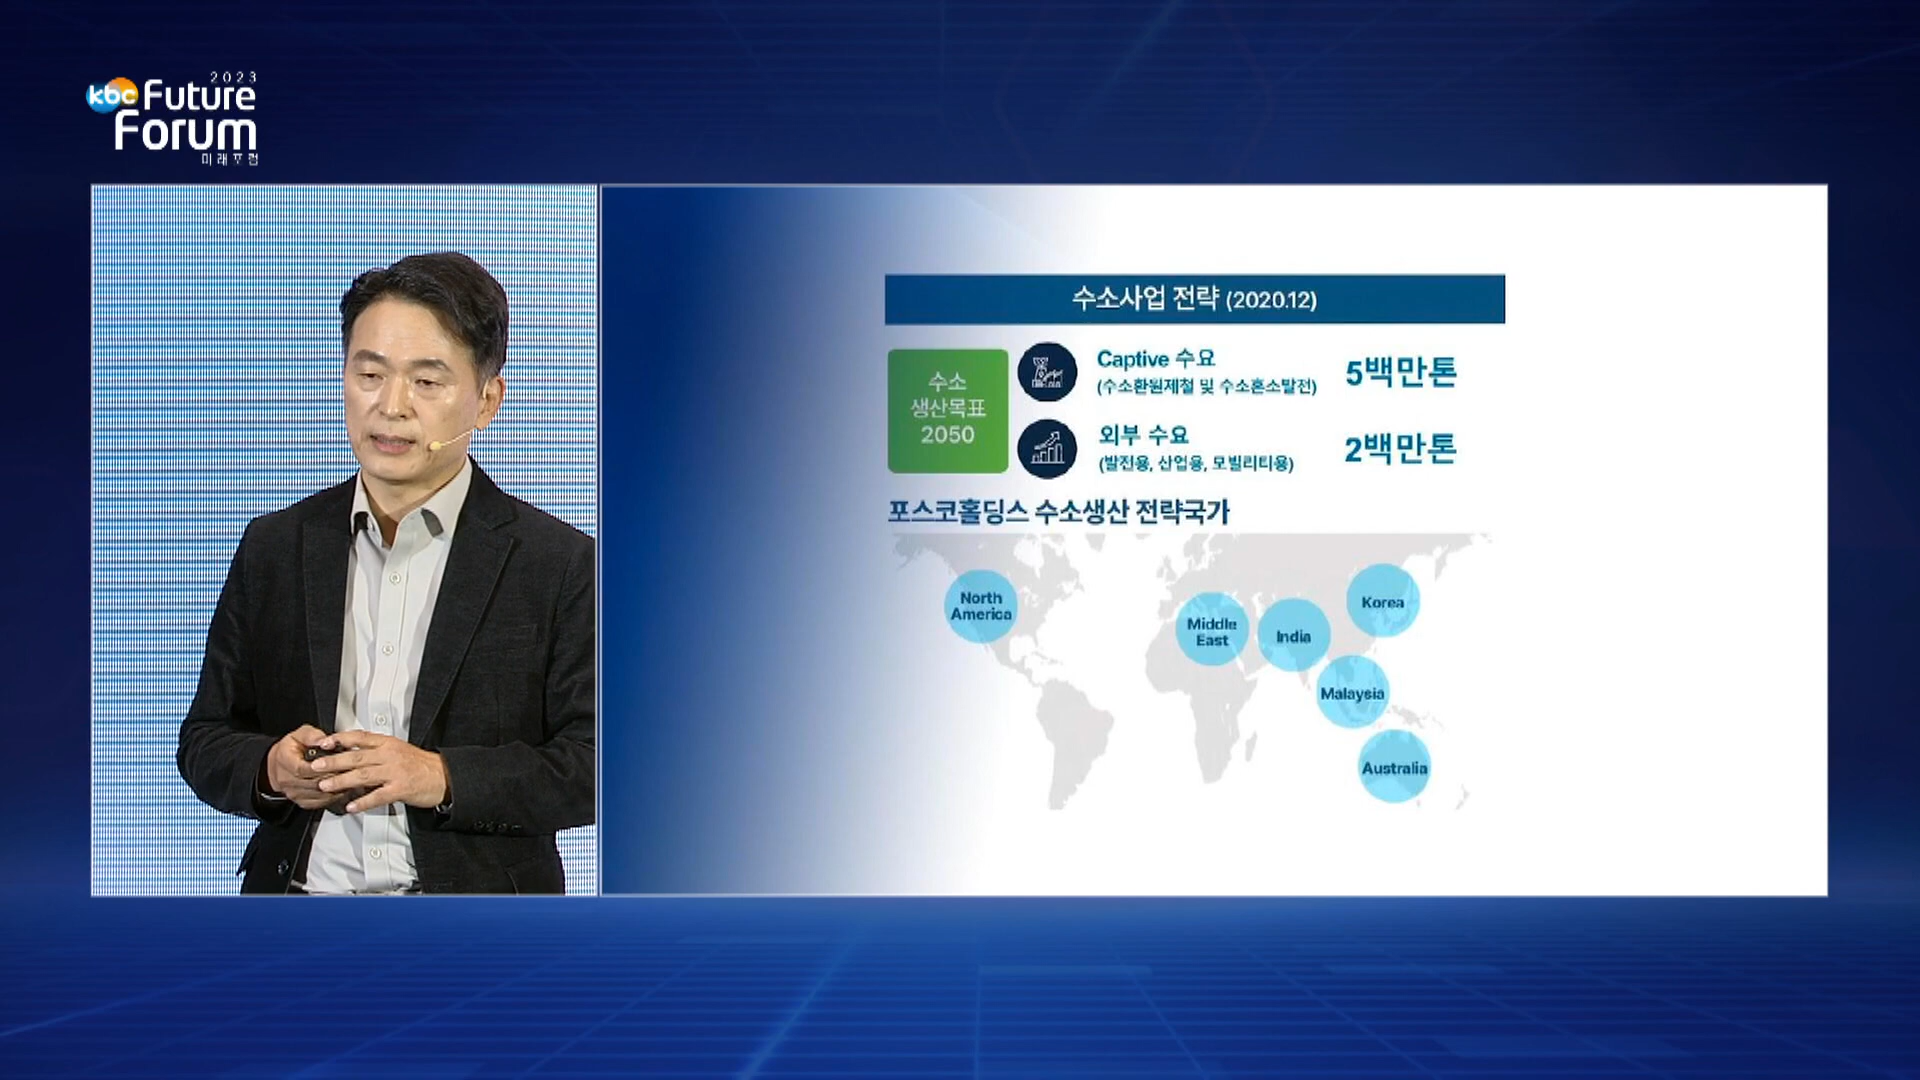 2023
kbc Future
Forum
미래포럼
수소사업 전략 (2020.12)
수소
생산목표
2050
Captive 수요
(수소환원제철 및 수소혼소발전)
5백만톤
외부 수요
(발전용, 산업용, 모빌리티용)
2백만톤
포스코홀딩스 수소생산 전략국가
North
America
Middle
East
India
Korea
Malaysia
Australia